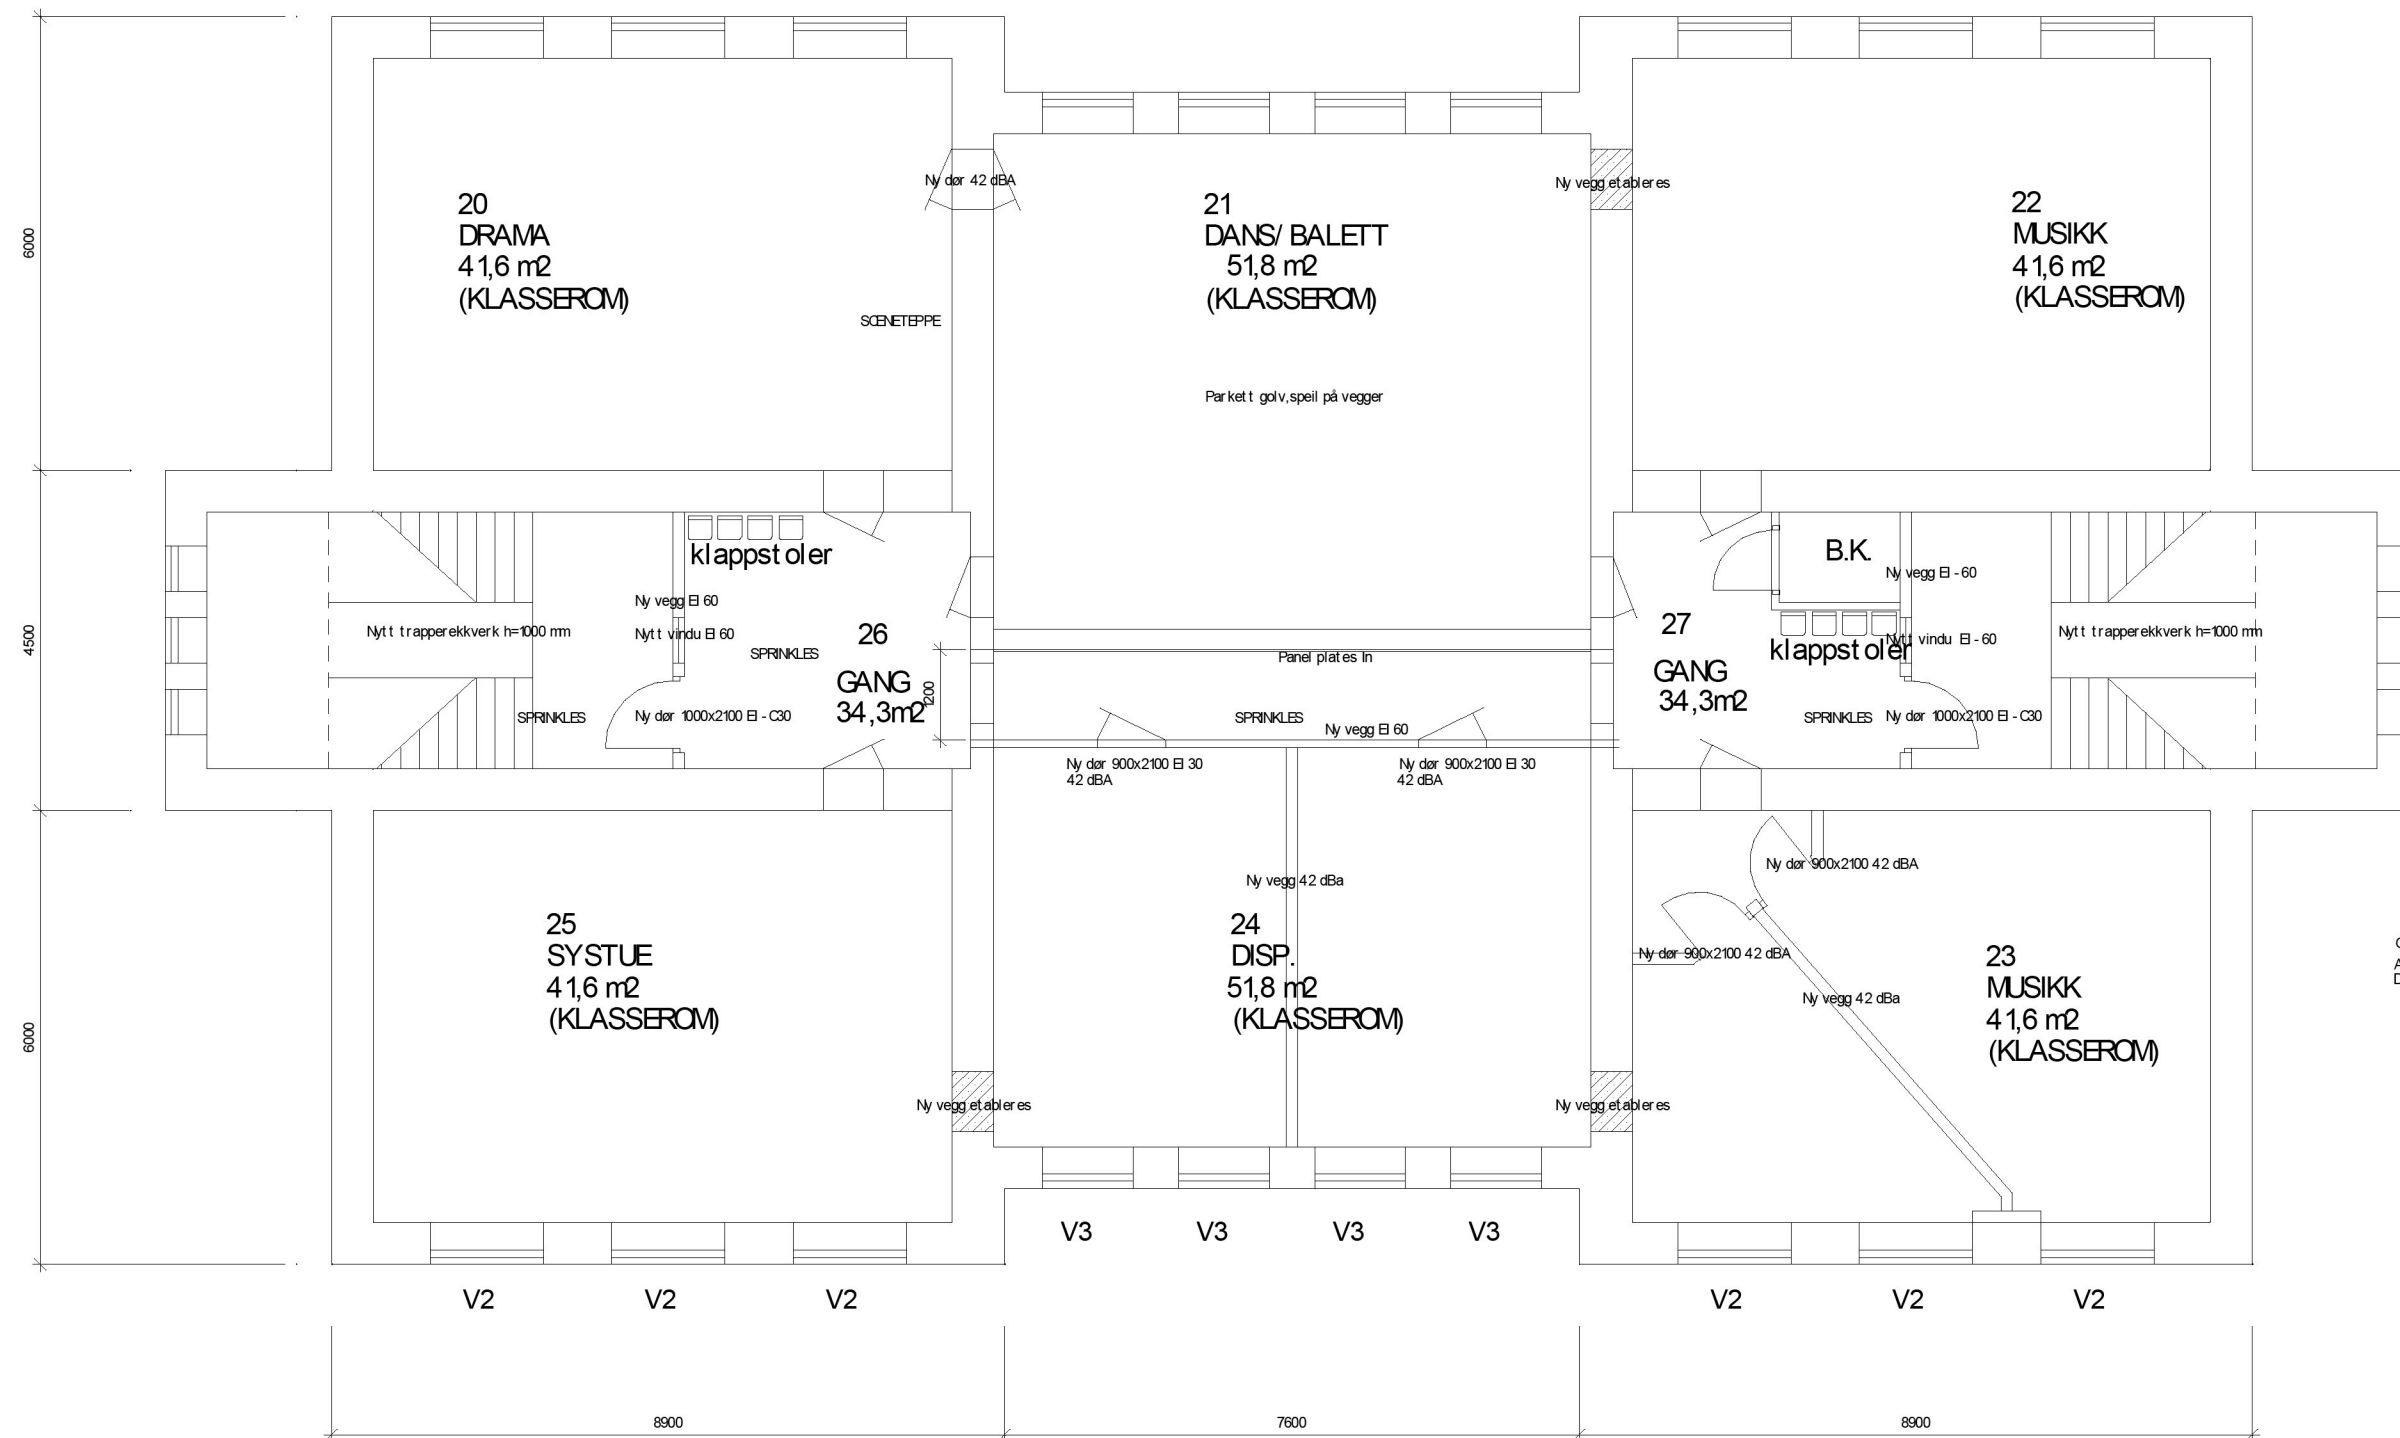 6000
4500
6000
20
DRAMA
41,6 m2
(KLASSEROM)
SCENETEPPE
Ny dør 42 dBA
21
DANS/ BALETT
51,8 m2
(KLASSEROM)
Parkett golv,speil på vegger
Ny vegg etableres
22
MUSIKK
41,6 m2
(KLASSEROM)
Nytt trapperekkverk h=1000 mm
SPRINKLES
klappstoler
Ny vegg EI 60
Nytt vindu EI 60
SPRINKLES
Ny dør 1000x2100 EI - C30
26
GANG
34,3m2
1200
Panel plates In
SPRINKLES
Ny vegg EI 60
Ny dør 900x2100 EI 30
42 dBA
Ny dør 900x2100 EI 30
42 dBA
27
GANG
34,3m2
B.K.
klappstoler
Ny vegg EI - 60
Nytt vindu EI - 60
SPRINKLES
Ny dør 1000x2100 EI - C30
Nytt trapperekkverk h=1000 mm
25
SYSTUE
41,6 m2
(KLASSEROM)
Ny vegg etableres
Ny vegg 42 dBa
24
DISP.
51,8 m2
(KLASSEROM)
Ny vegg etableres
Ny dør 900x2100 42 dBA
Ny dør 900x2100 42 dBA
Ny vegg 42 dBa
23
MUSIKK
41,6 m2
(KLASSEROM)
V3
V3
V3
V3
V2
V2
V2
V2
V2
V2
8900
7600
8900